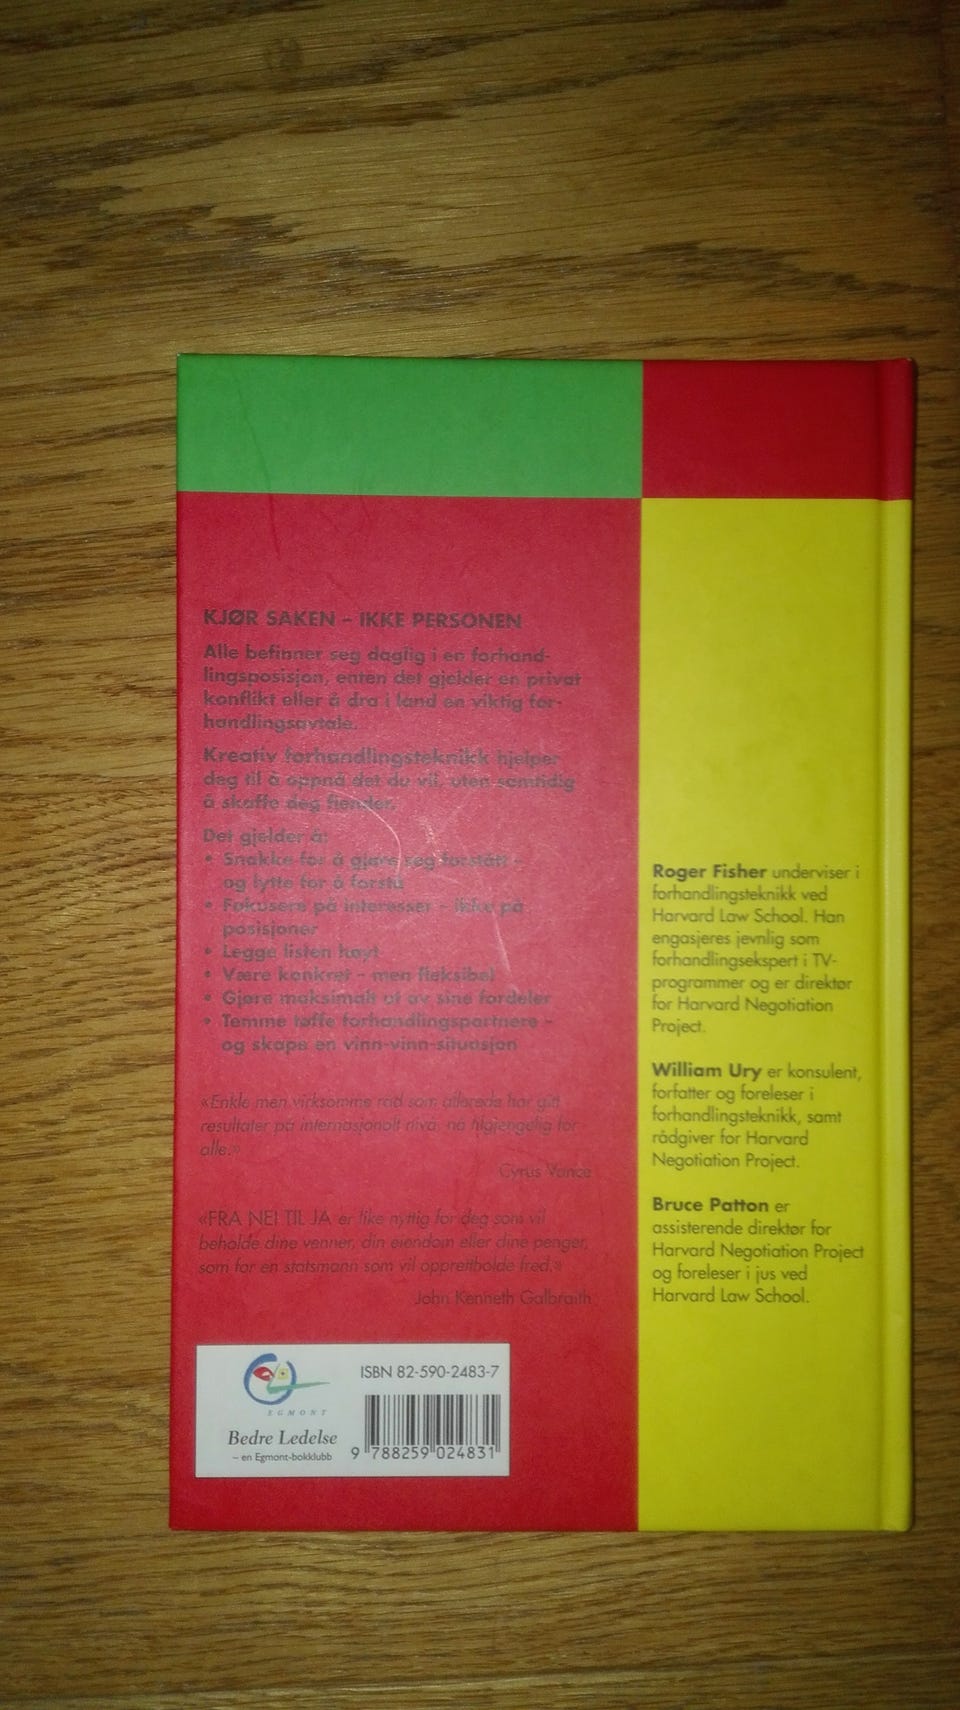 KJØR SAKEN – IKKE PERSONEN
Alle befinner seg daglig i en forhand-
lingsposisjon, enten det gjelder en privat
konflikt eller å dra i land en viktig for-
handlingsavtale.
Kreativ forhandlingsteknikk hjelper
deg til å oppnå det du vil, uten samtidig
å skaffe deg fiender.
Det gjelder å:
• Snakke for å gjøre seg forstått –
og lytte for å forstå
• Fokusere på interesser – ikke på
posisjoner
• Legge listen høyt
• Være konkret – men fleksibel
• Gjøre maksimalt ut av sine fordeler
• Temme tøffe forhandlingspartnere –
og skape en vinn-vinn-situasjon
«Enkle men virksomme råd som allerede har gitt
resultater på internasjonalt nivå, nå tilgjengelig for
alle.»
Cyrus Vance
«FRA NEI TIL JA er like nyttig for deg som vil
beholde dine venner, din eiendom eller dine penger,
som for en statsmann som vil opprettholde fred.»
John Kenneth Galbraith
EGMONT
Bedre Ledelse
– en Egmont-bokklubb
ISBN 82-590-2483-7
9 788259 024831
Roger Fisher underviser i
forhandlingsteknikk ved
Harvard Law School. Han
engasjeres jevnlig som
forhandlingsekspert i TV-
programmer og er direktør
for Harvard Negotiation
Project.
William Ury er konsulent,
forfatter og foreleser i
forhandlingsteknikk, samt
rådgiver for Harvard
Negotiation Project.
Bruce Patton er
assisterende direktør for
Harvard Negotiation Project
og foreleser i jus ved
Harvard Law School.